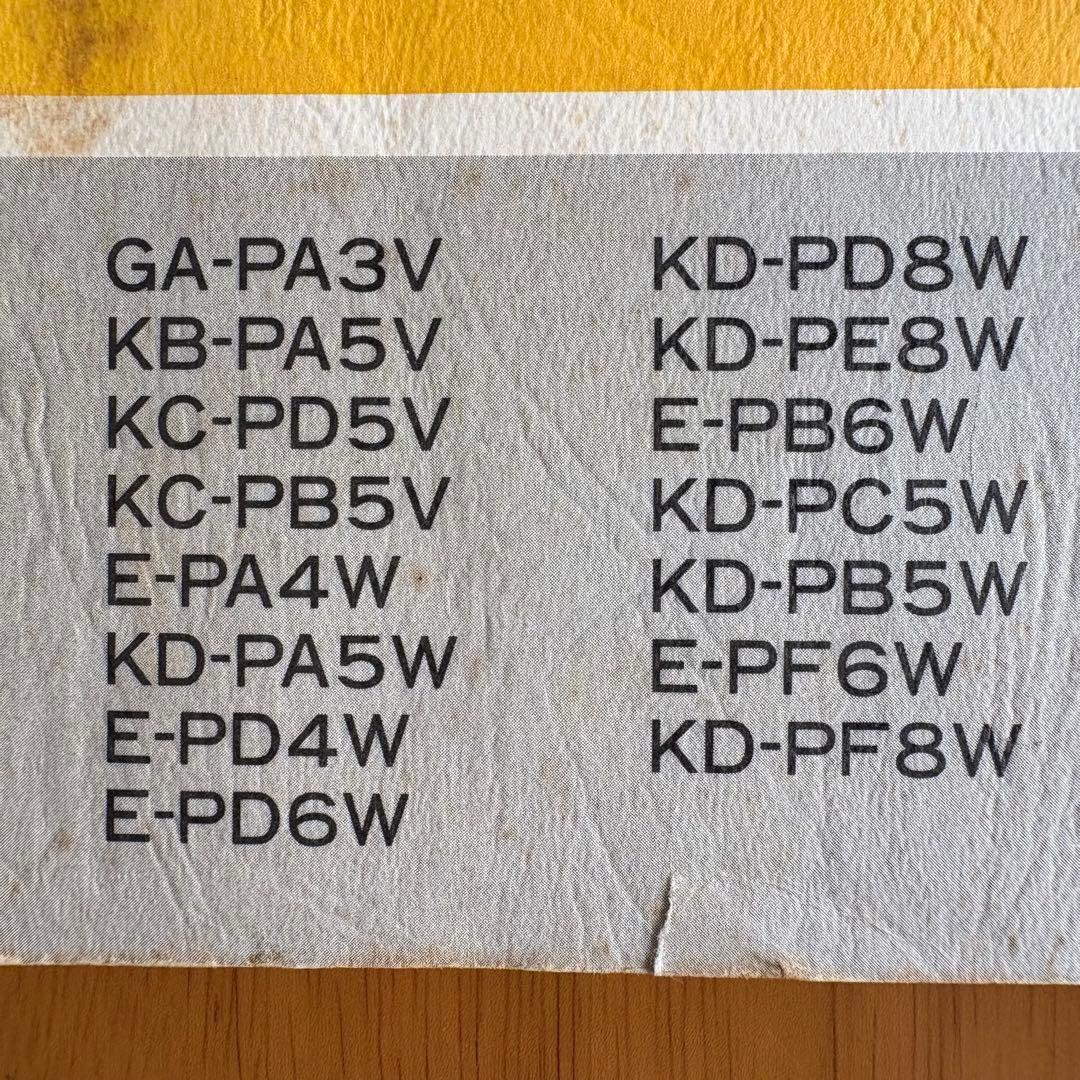 GA-PA3V
KB-PA5V
KC-PD5V
KC-PB5V
E-PA4W
KD-PA5W
E-PD4W
E-PD6W
KD-PD8W
KD-PE8W
E-PB6W
KD-PC5W
KD-PB5W
E-PF6W
KD-PF8W